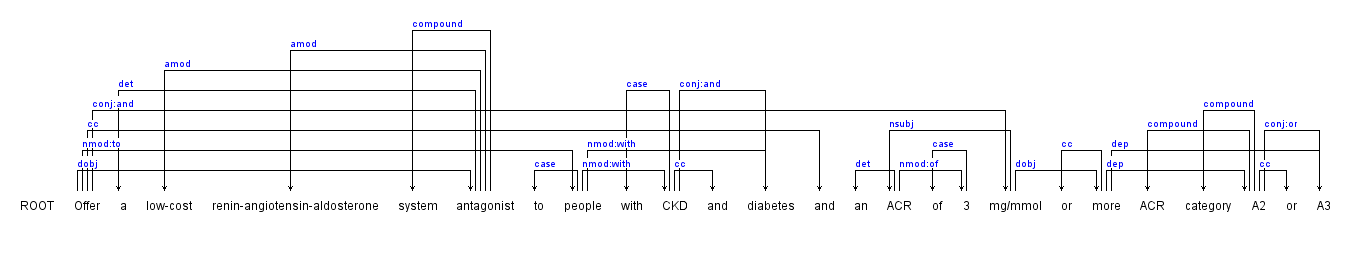 compound
amod
amod
det case conj:and
conj:and compound
cc nsubj compound conj:or
nmod:to nmod:with case cc dep
dobj case nmod:with cc det nmod:of dobj dep cc
ROOT Offer a low-cost renin-angiotensin-aldosterone system antagonist to people with CKD and diabetes and an ACR of 3 mg/mmol or more ACR category A2 or A3